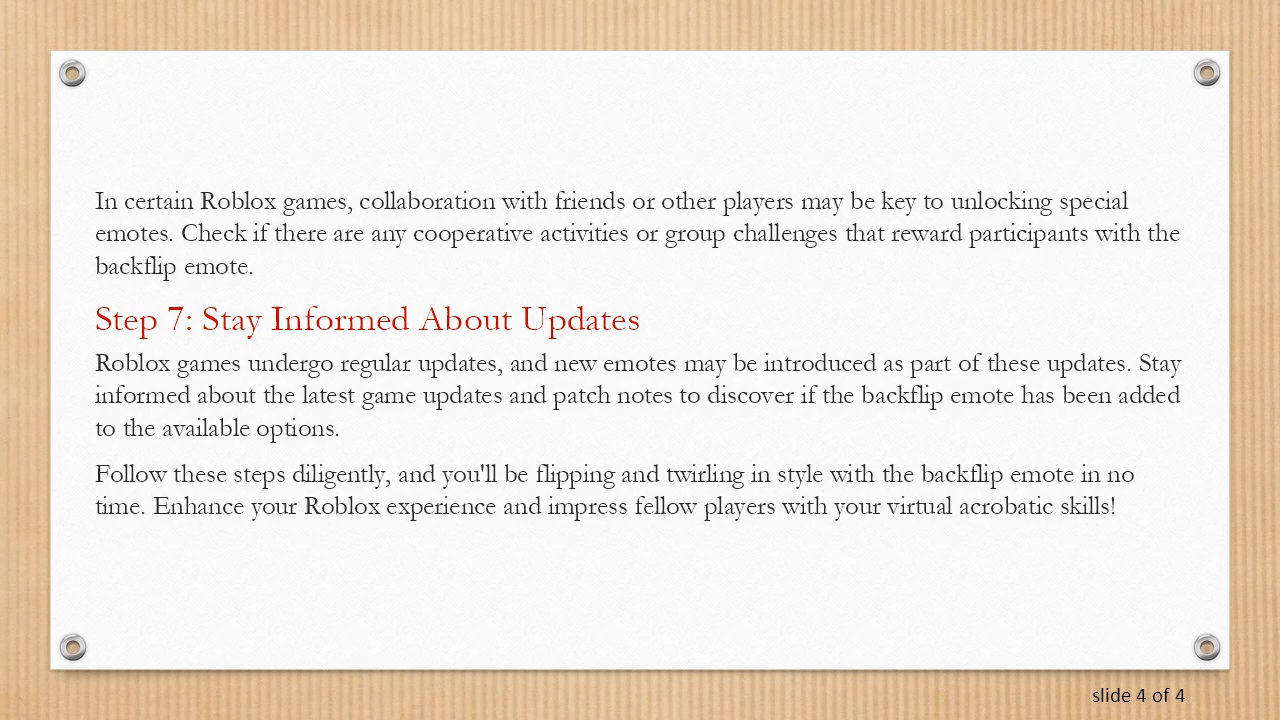 In certain Roblox games, collaboration with friends or other players may be key to unlocking special
emotes. Check if there are any cooperative activities or group challenges that reward participants with the
backflip emote.
Step 7: Stay Informed About Updates
Roblox games undergo regular updates, and new emotes may be introduced as part of these updates. Stay
informed about the latest game updates and patch notes to discover if the backflip emote has been added
to the available options.
Follow these steps diligently, and you'll be flipping and twirling in style with the backflip emote in no
time. Enhance your Roblox experience and impress fellow players with your virtual acrobatic skills!
slide 4 of 4